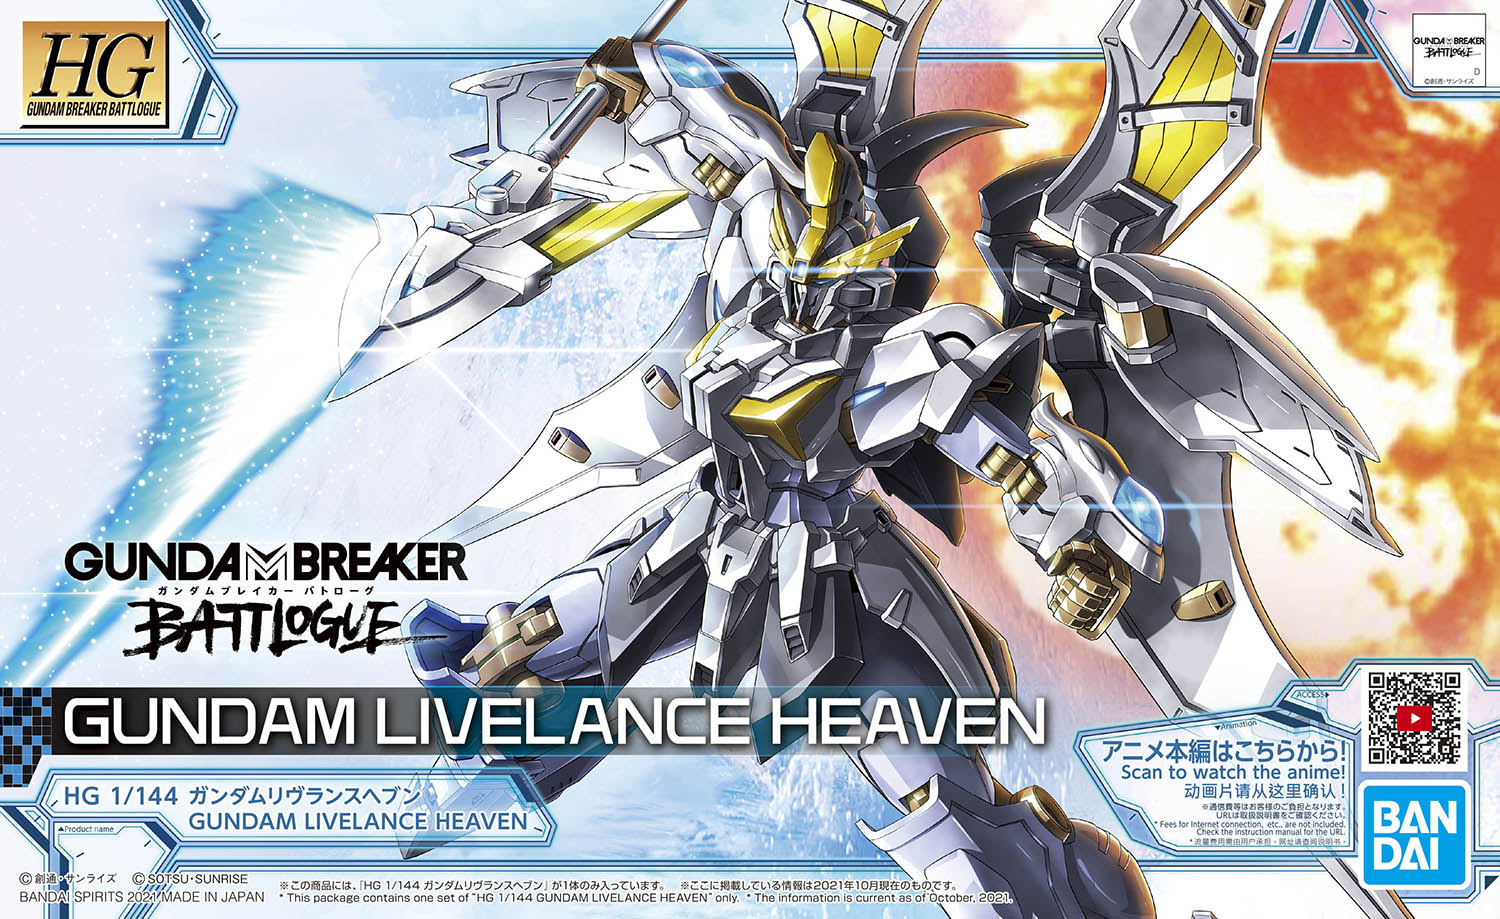 HG
GUNDAM BREAKER BATTLOGUE
GUNDAM BREAKER
BATTLOGUE
D
©創通・サンライズ
GUNDAM BREAKER
ガンダムブレイカー バトローグ
BATTLOGUE
GUNDAM LIVELANCE HEAVEN
HG 1/144 ガンダムリヴランスヘブン
GUNDAM LIVELANCE HEAVEN
▲Product name
©創通・サンライズ ©SOTSU・SUNRISE
BANDAI SPIRITS 2021 MADE IN JAPAN
※この商品には、「HG 1/144 ガンダムリヴランスヘブン」が1体のみ入っています。 ※ここに掲載している情報は2021年10月現在のものです。
* This package contains one set of "HG 1/144 GUNDAM LIVELANCE HEAVEN" only. * The information is current as of October, 2021.
ACCESS▶
▼Animation
アニメ本編はこちらから!
Scan to watch the anime!
动画片请从这里确认!
※通信費等はお客様のご負担となります。
URLは取扱説明書をご確認ください。
* Fees for Internet connection, etc., are not included.
Check the instruction manual for the URL.
*流量费用需由用户承担・网址请查阅说明书・
BAN
DAI